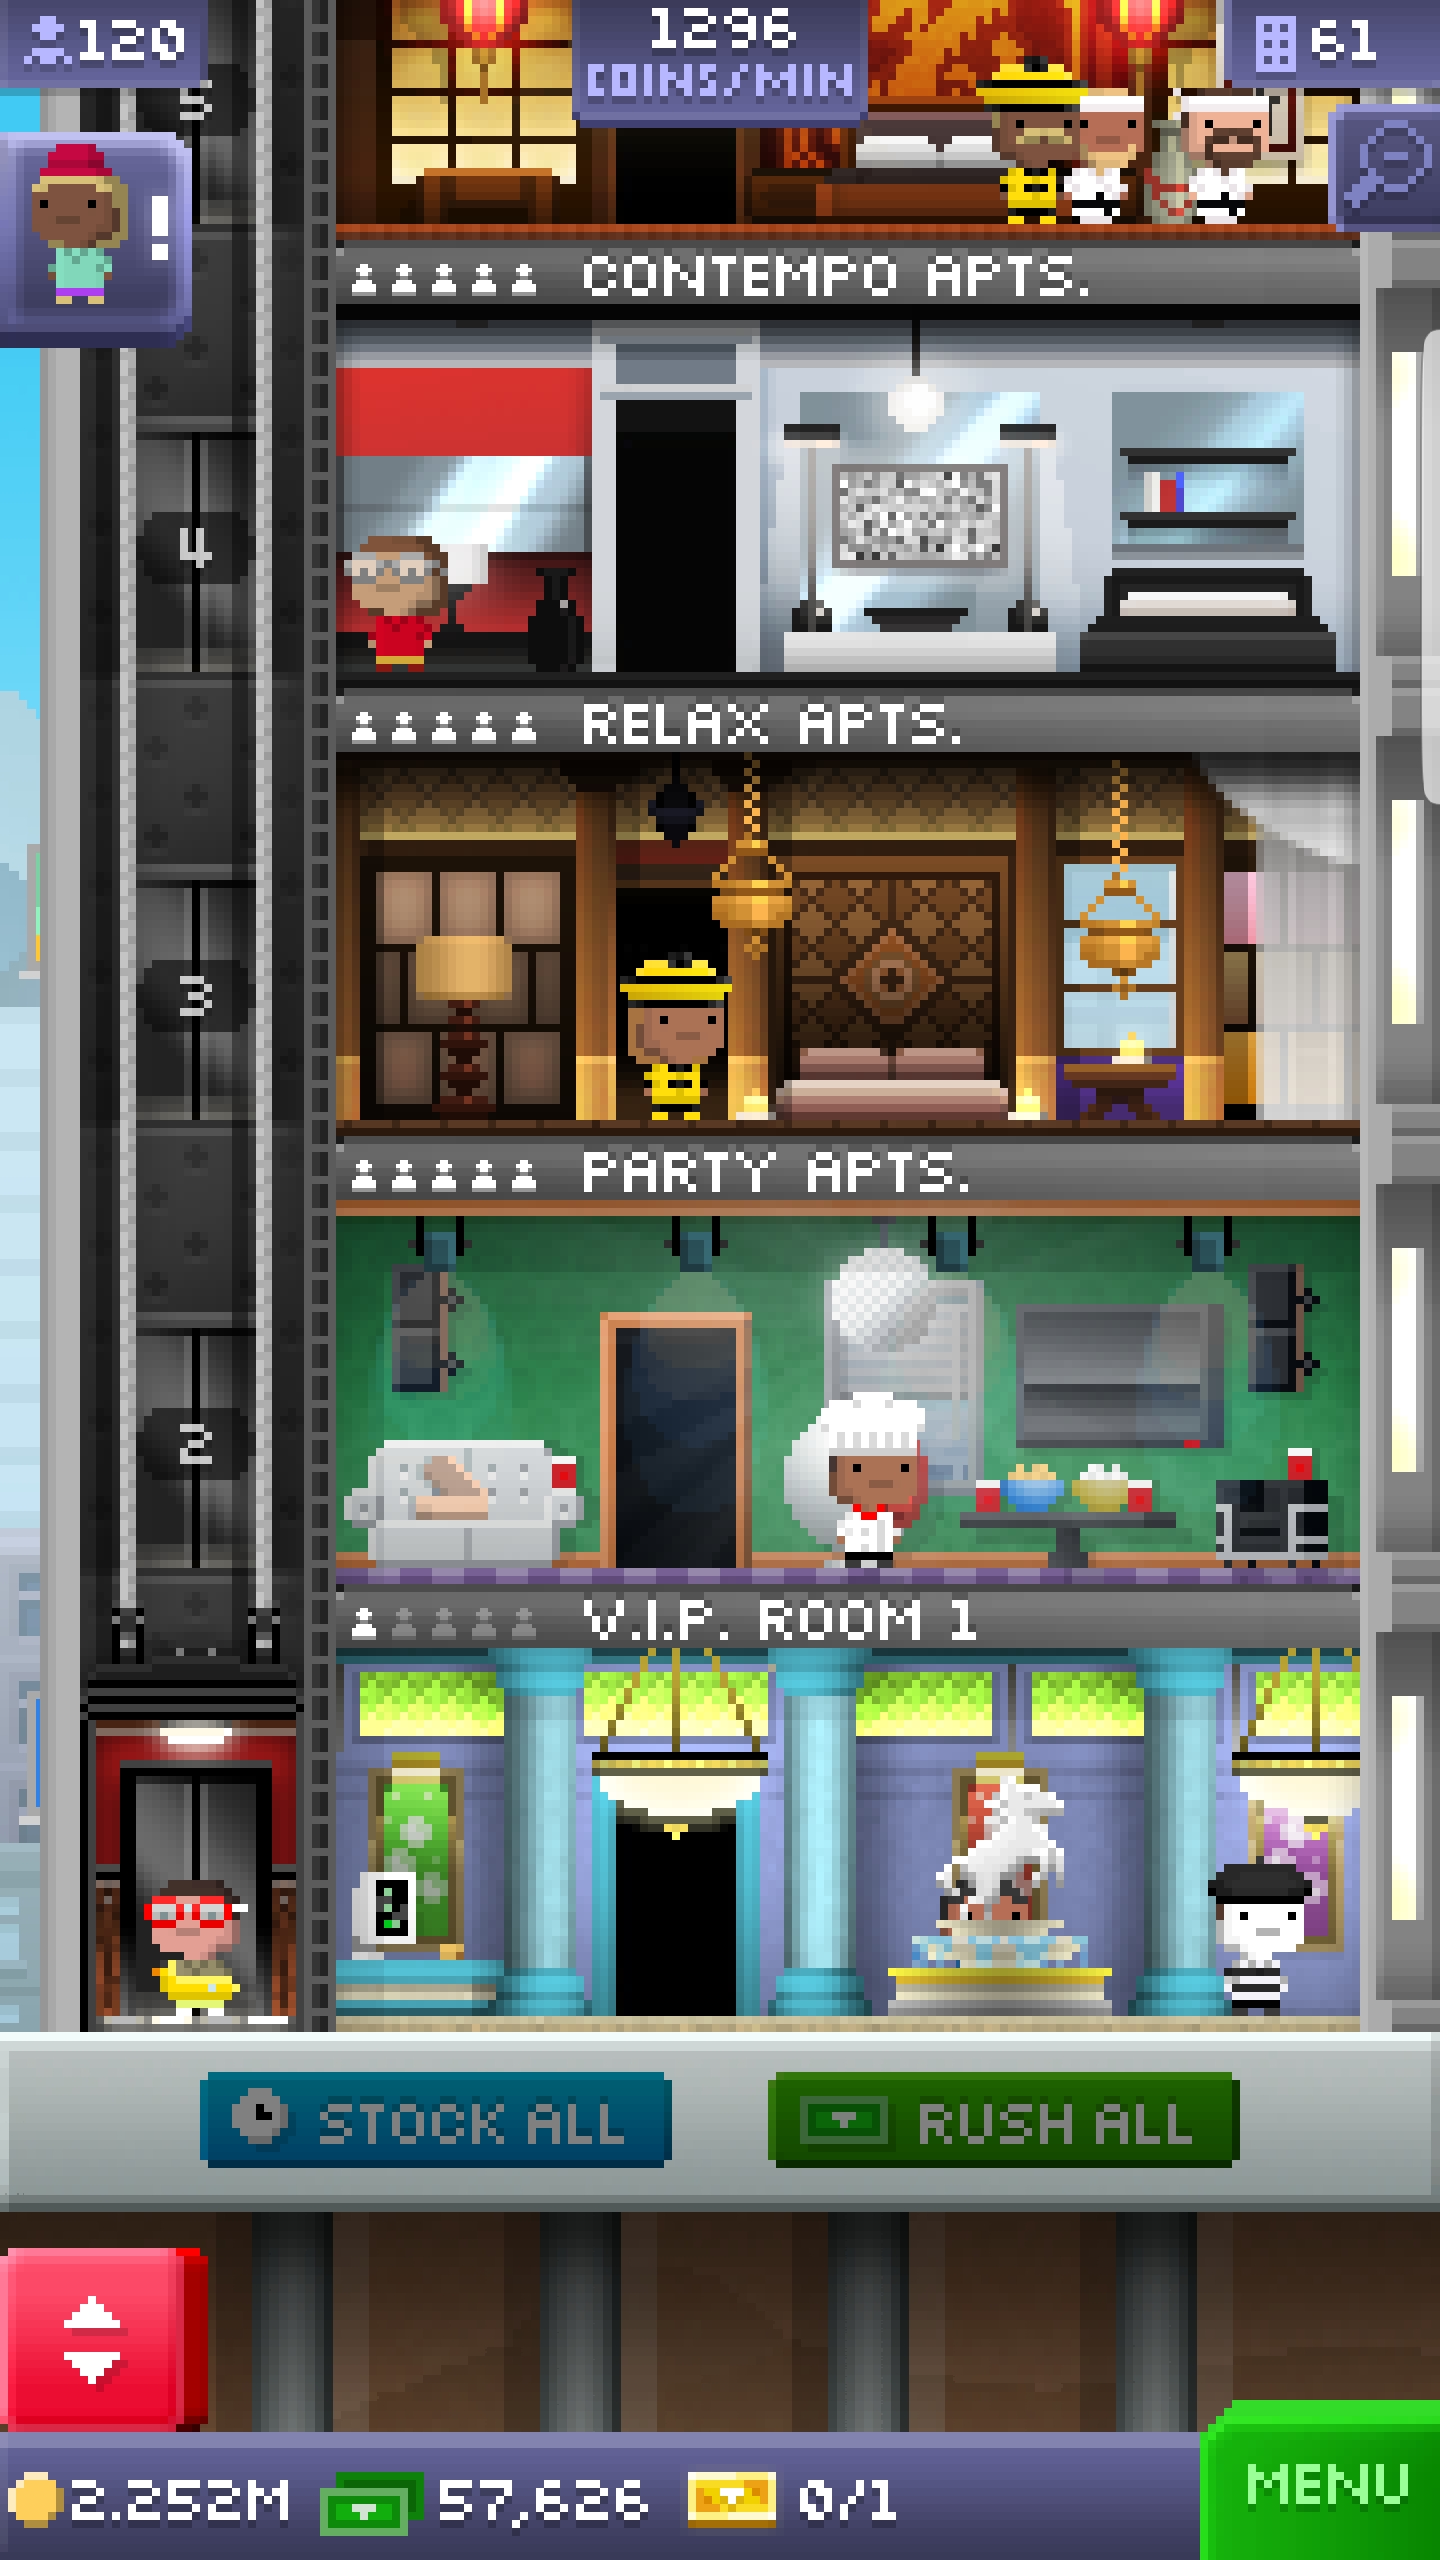 120
1296
COINS/MIN
61
5
!
CONTEMPO APTS.
4
RELAX APTS.
3
PARTY APTS.
2
V.I.P. ROOM 1
STOCK ALL
RUSH ALL
2.252M
57,626
0/1
MENU